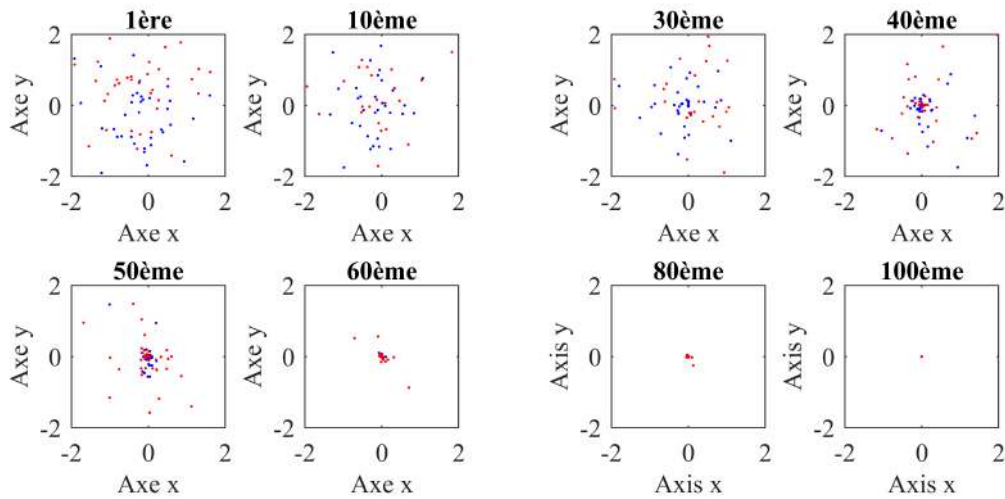 1ère 10ème 30ème 40ème
2 2 2 2
Axe y Axe y Axe y Axe y
0 0 0 0
-2 -2 -2 -2
-2 0 2 -2 0 2 -2 0 2 -2 0 2
Axe x Axe x Axe x Axe x
50ème 60ème 80ème 100ème
2 2 2 2
Axe y Axe y Axis y Axis y
0 0 0 0
-2 -2 -2 -2
-2 0 2 -2 0 2 -2 0 2 -2 0 2
Axe x Axe x Axis x Axis x